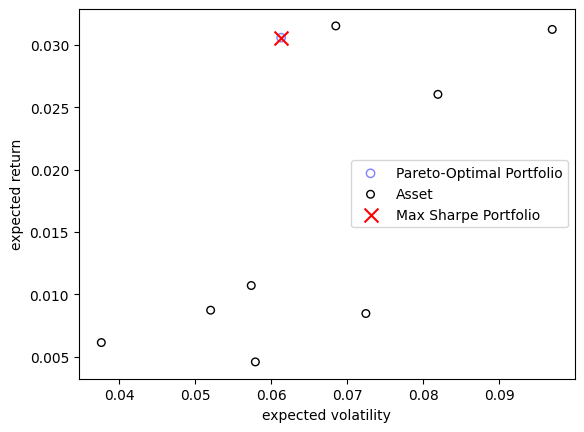 0.030
0.025
0.020
0.015
0.010
0.005
expected return
Pareto-Optimal Portfolio
Asset
Max Sharpe Portfolio
0.04 0.05 0.06 0.07 0.08 0.09
expected volatility